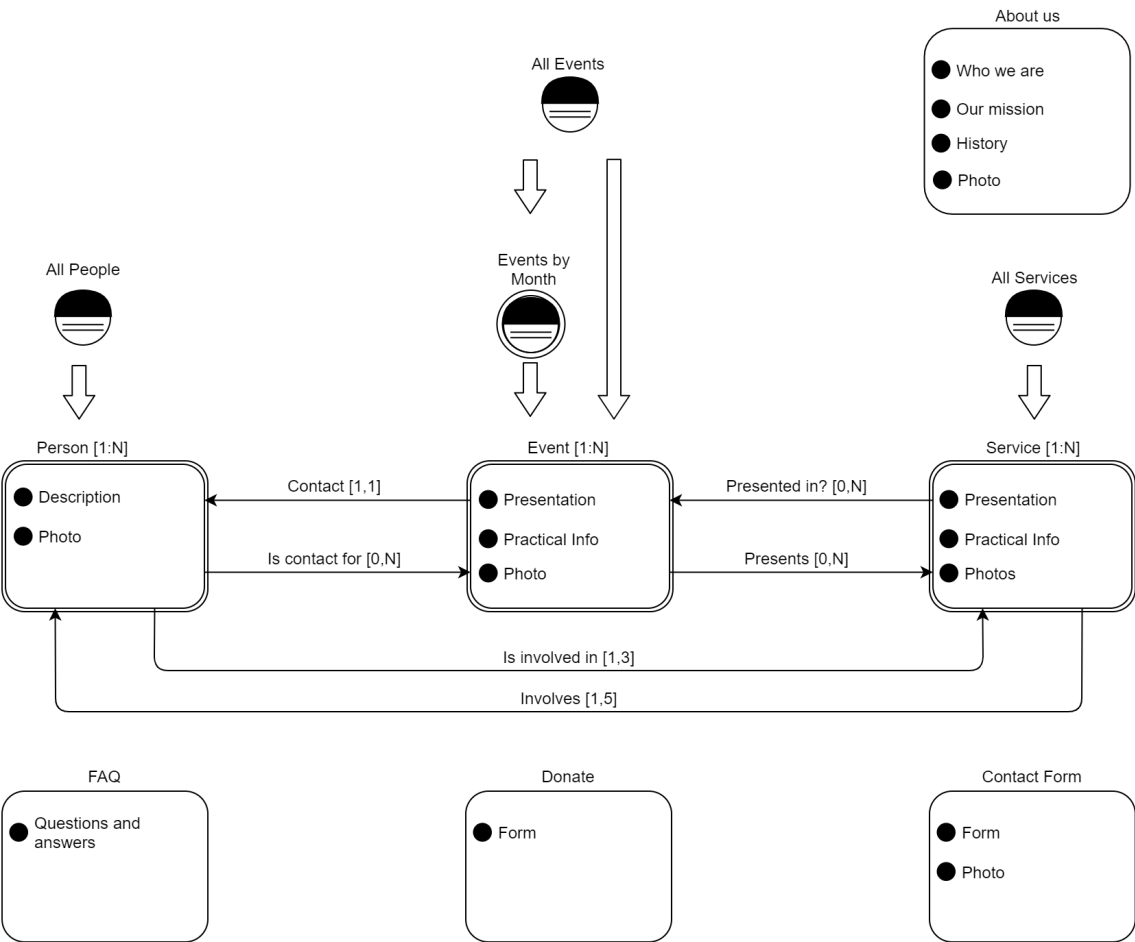 About us
Who we are
Our mission
History
Photo
All Events
Events by
Month
All People
All Services
Person [1:N]
Description
Photo
Event [1:N]
Presentation
Practical Info
Photo
Service [1:N]
Presentation
Practical Info
Photos
Contact [1,1]
Is contact for [0,N]
Presented in? [0,N]
Presents [0,N]
Is involved in [1,3]
Involves [1,5]
FAQ
Questions and
answers
Donate
Form
Contact Form
Form
Photo